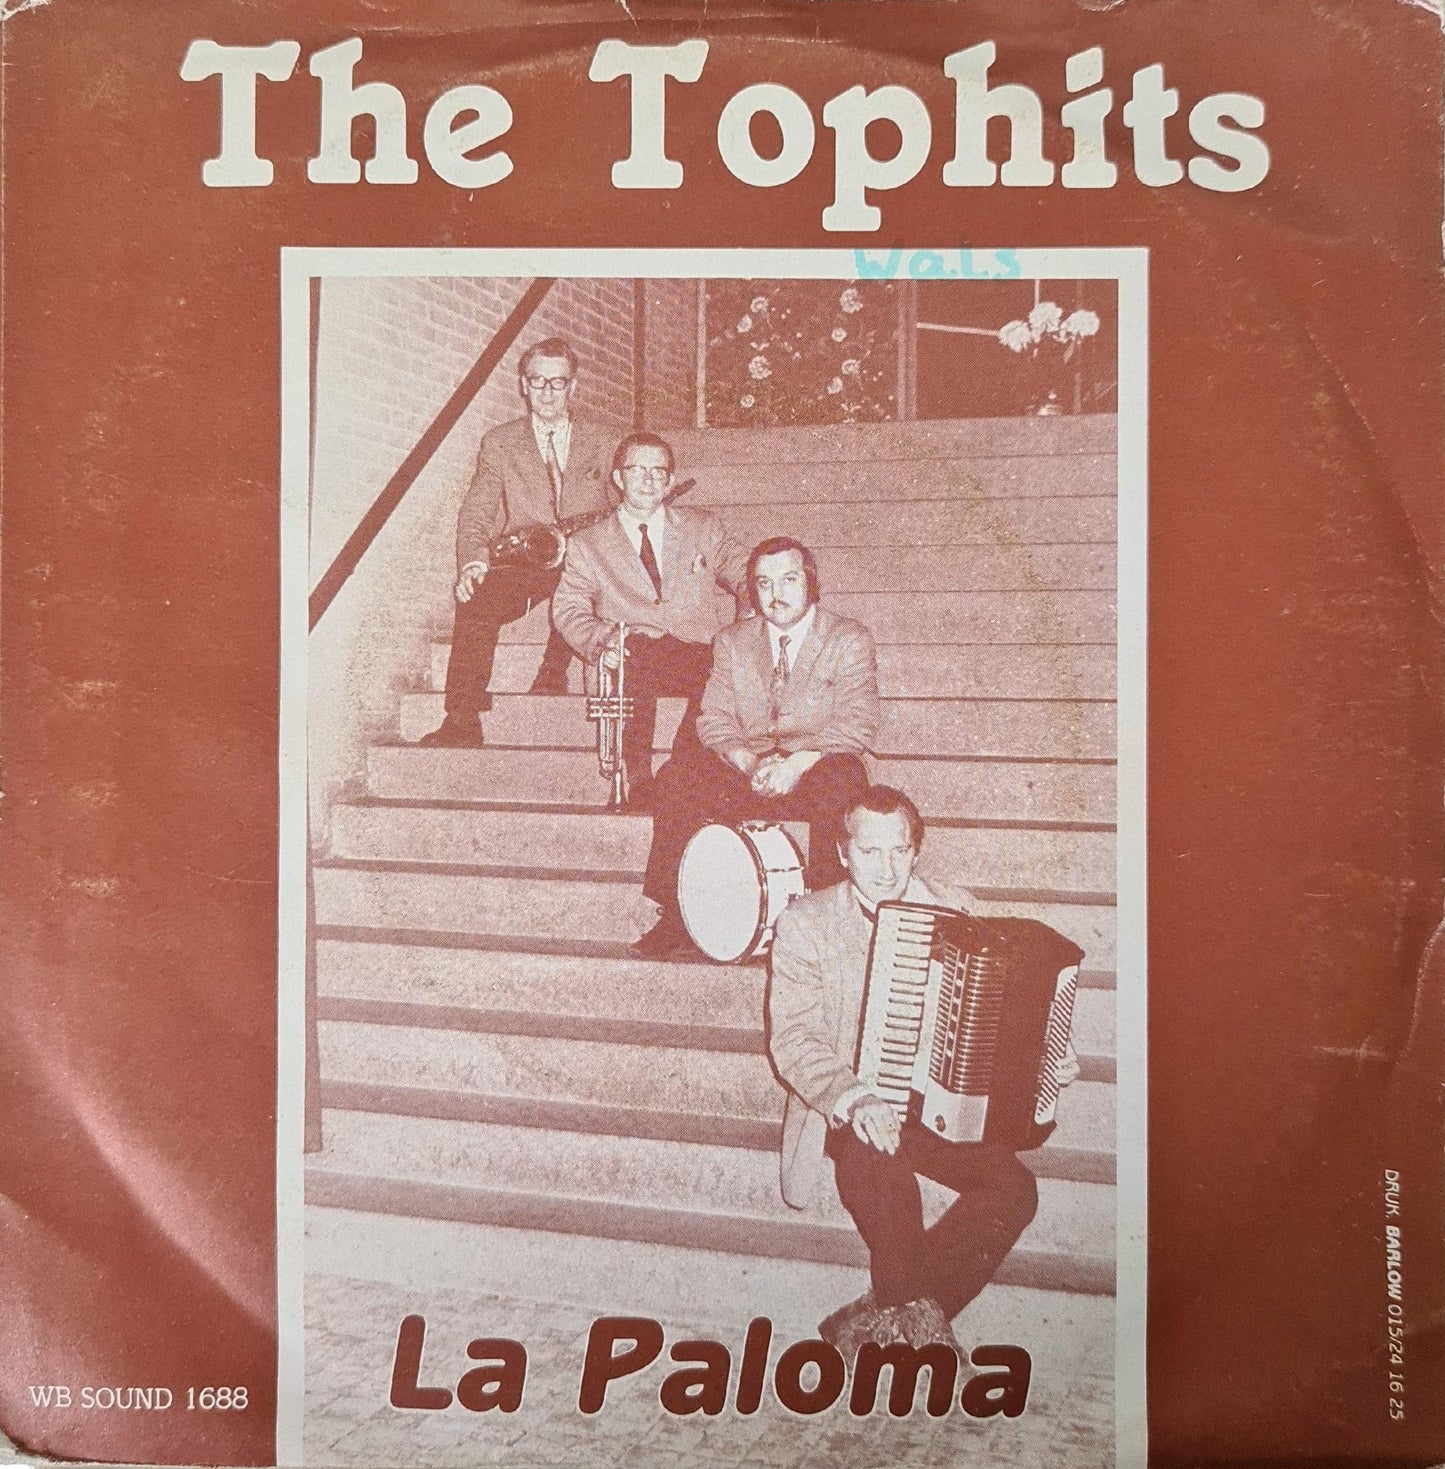 The Tophits
Wals
La Paloma
WB SOUND 1688
DRUK. BARLOW 015/24 16 25